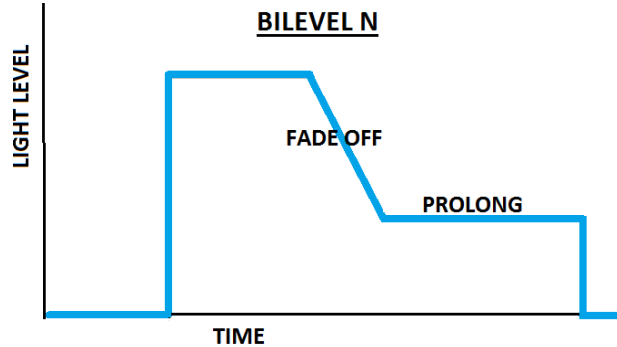 BILEVEL N
LIGHT LEVEL
FADE OFF
PROLONG
TIME